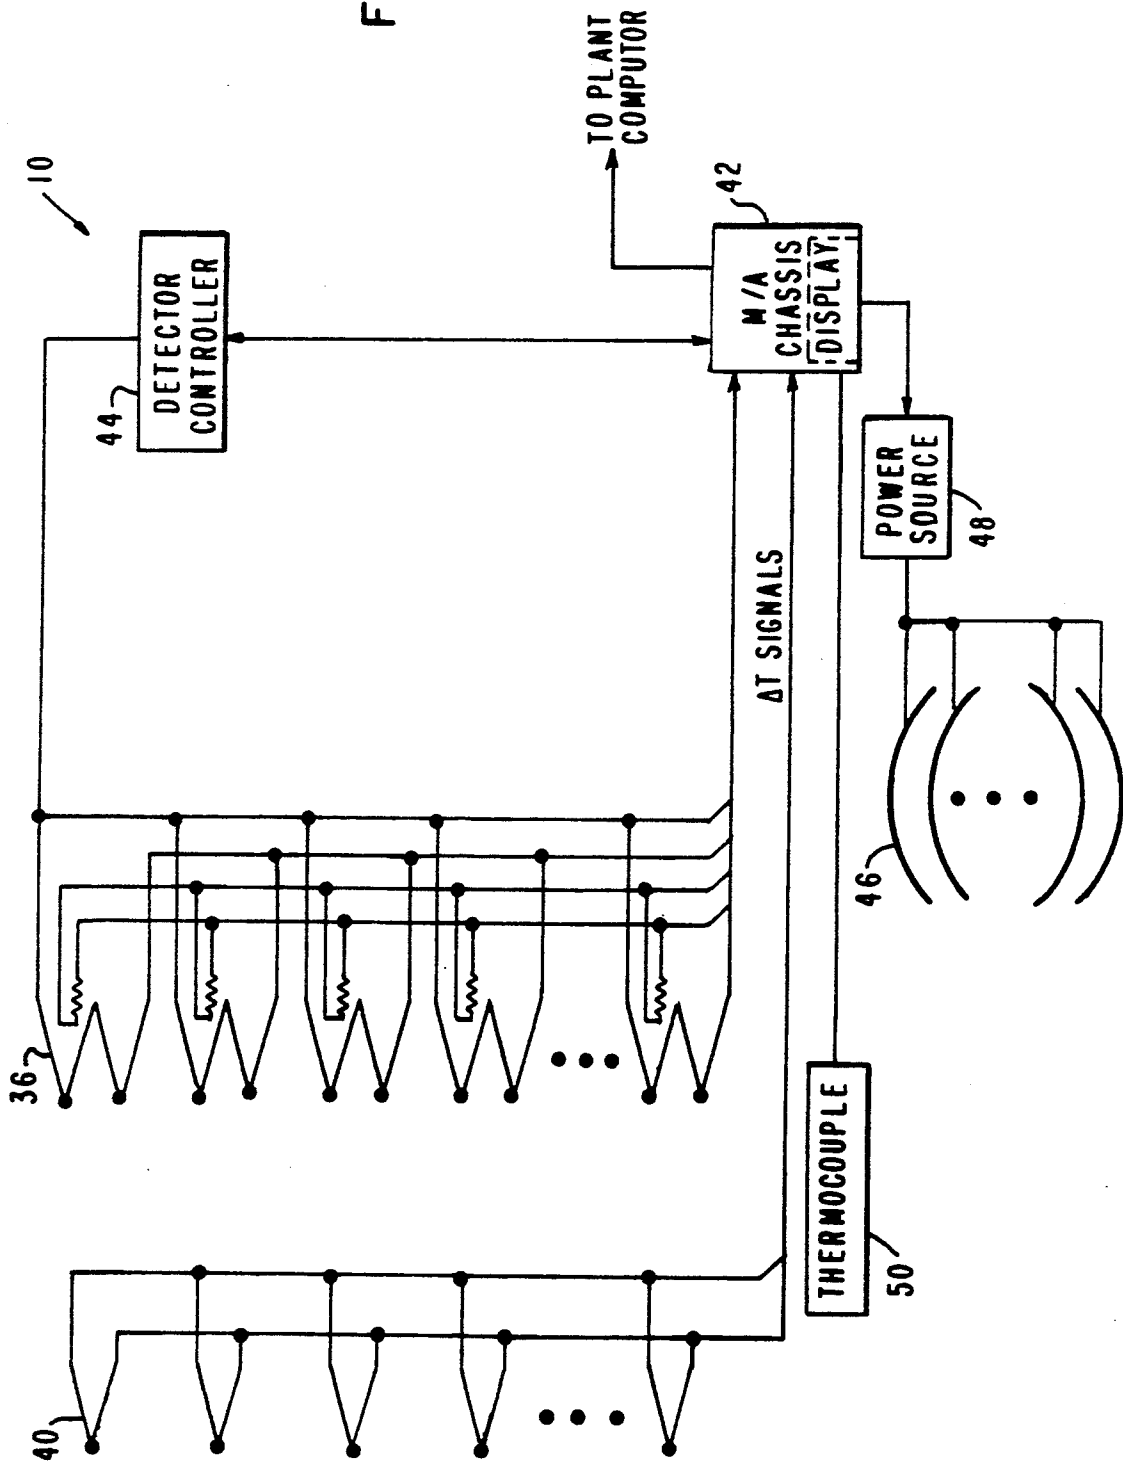 F
10
TO PLANT
COMPUTOR
44
DETECTOR
CONTROLLER
42
M/A
CHASSIS
DISPLAY
36
ΔT SIGNALS
POWER
SOURCE
48
46
40
THERMOCOUPLE
50